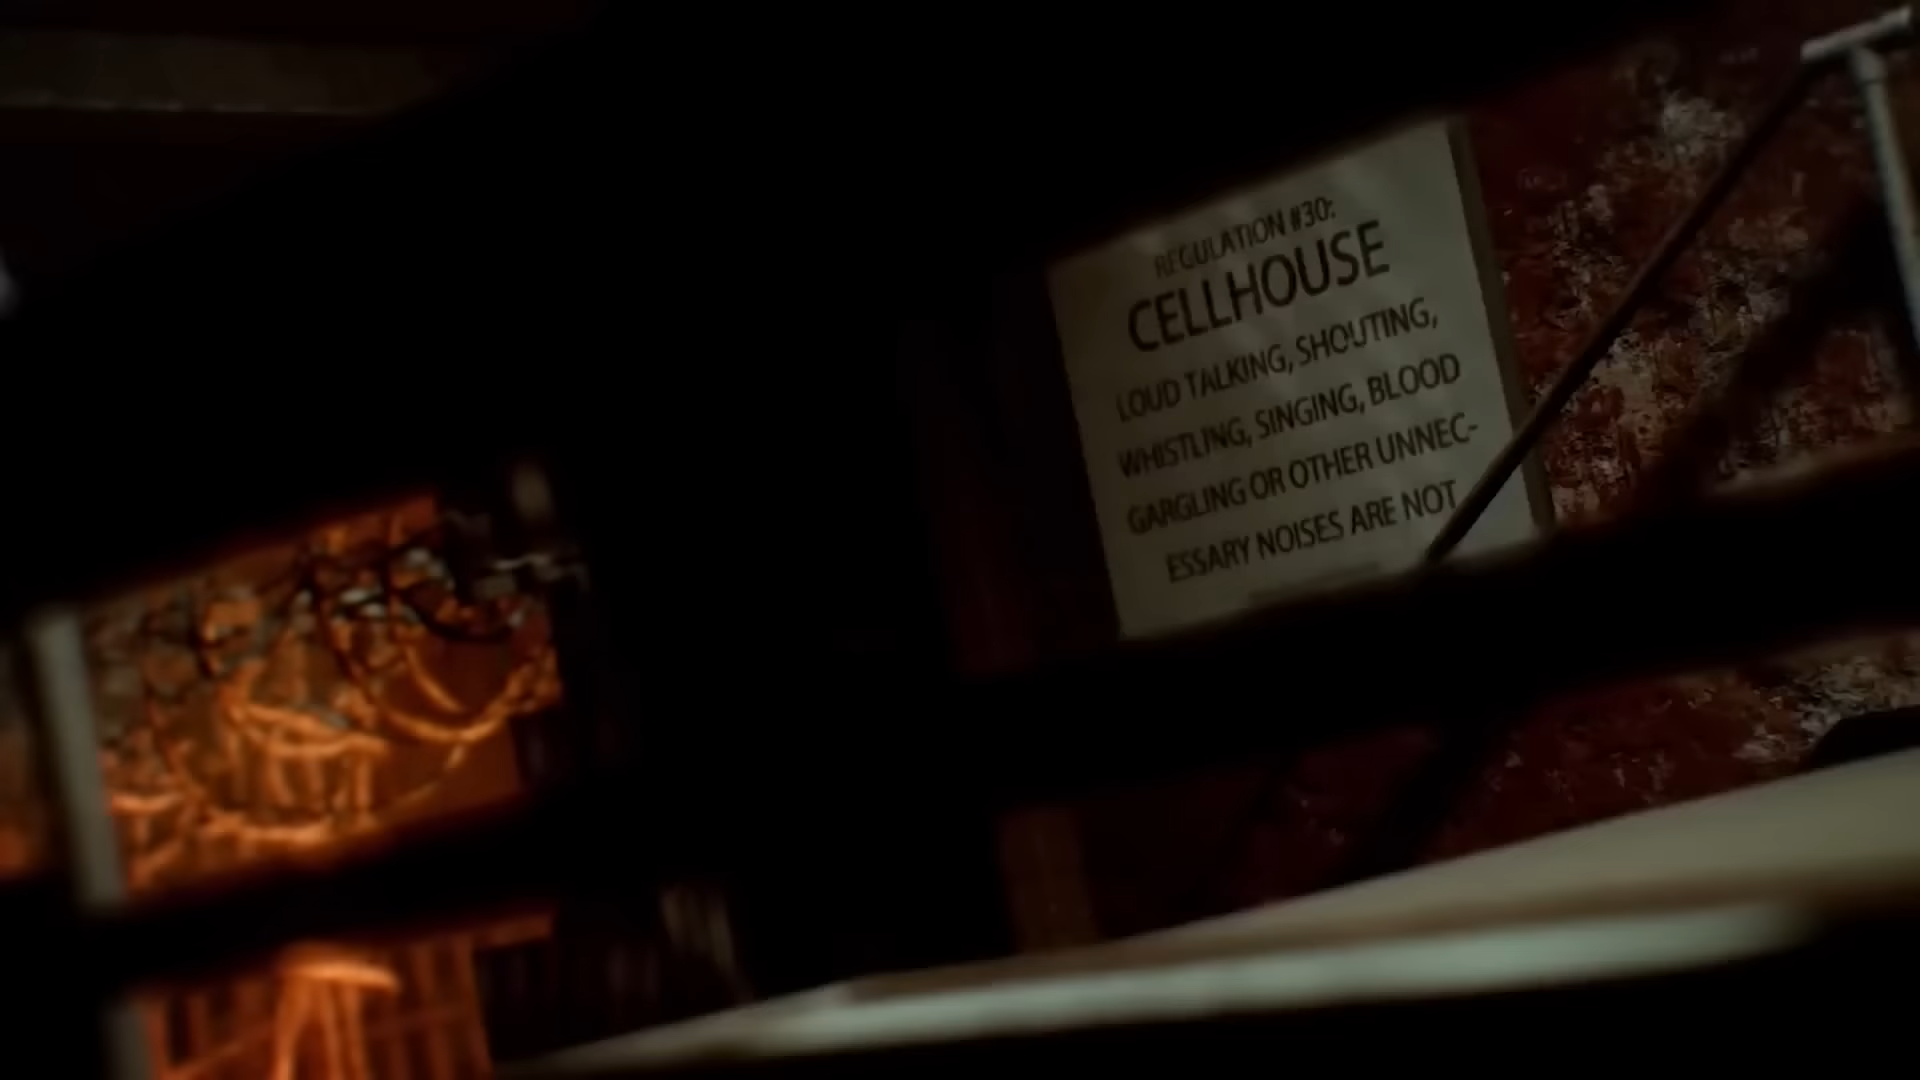 REGULATION #30:
CELLHOUSE
LOUD TALKING, SHOUTING,
WHISTLING, SINGING, BLOOD
GARGLING OR OTHER UNNEC-
ESSARY NOISES ARE NOT